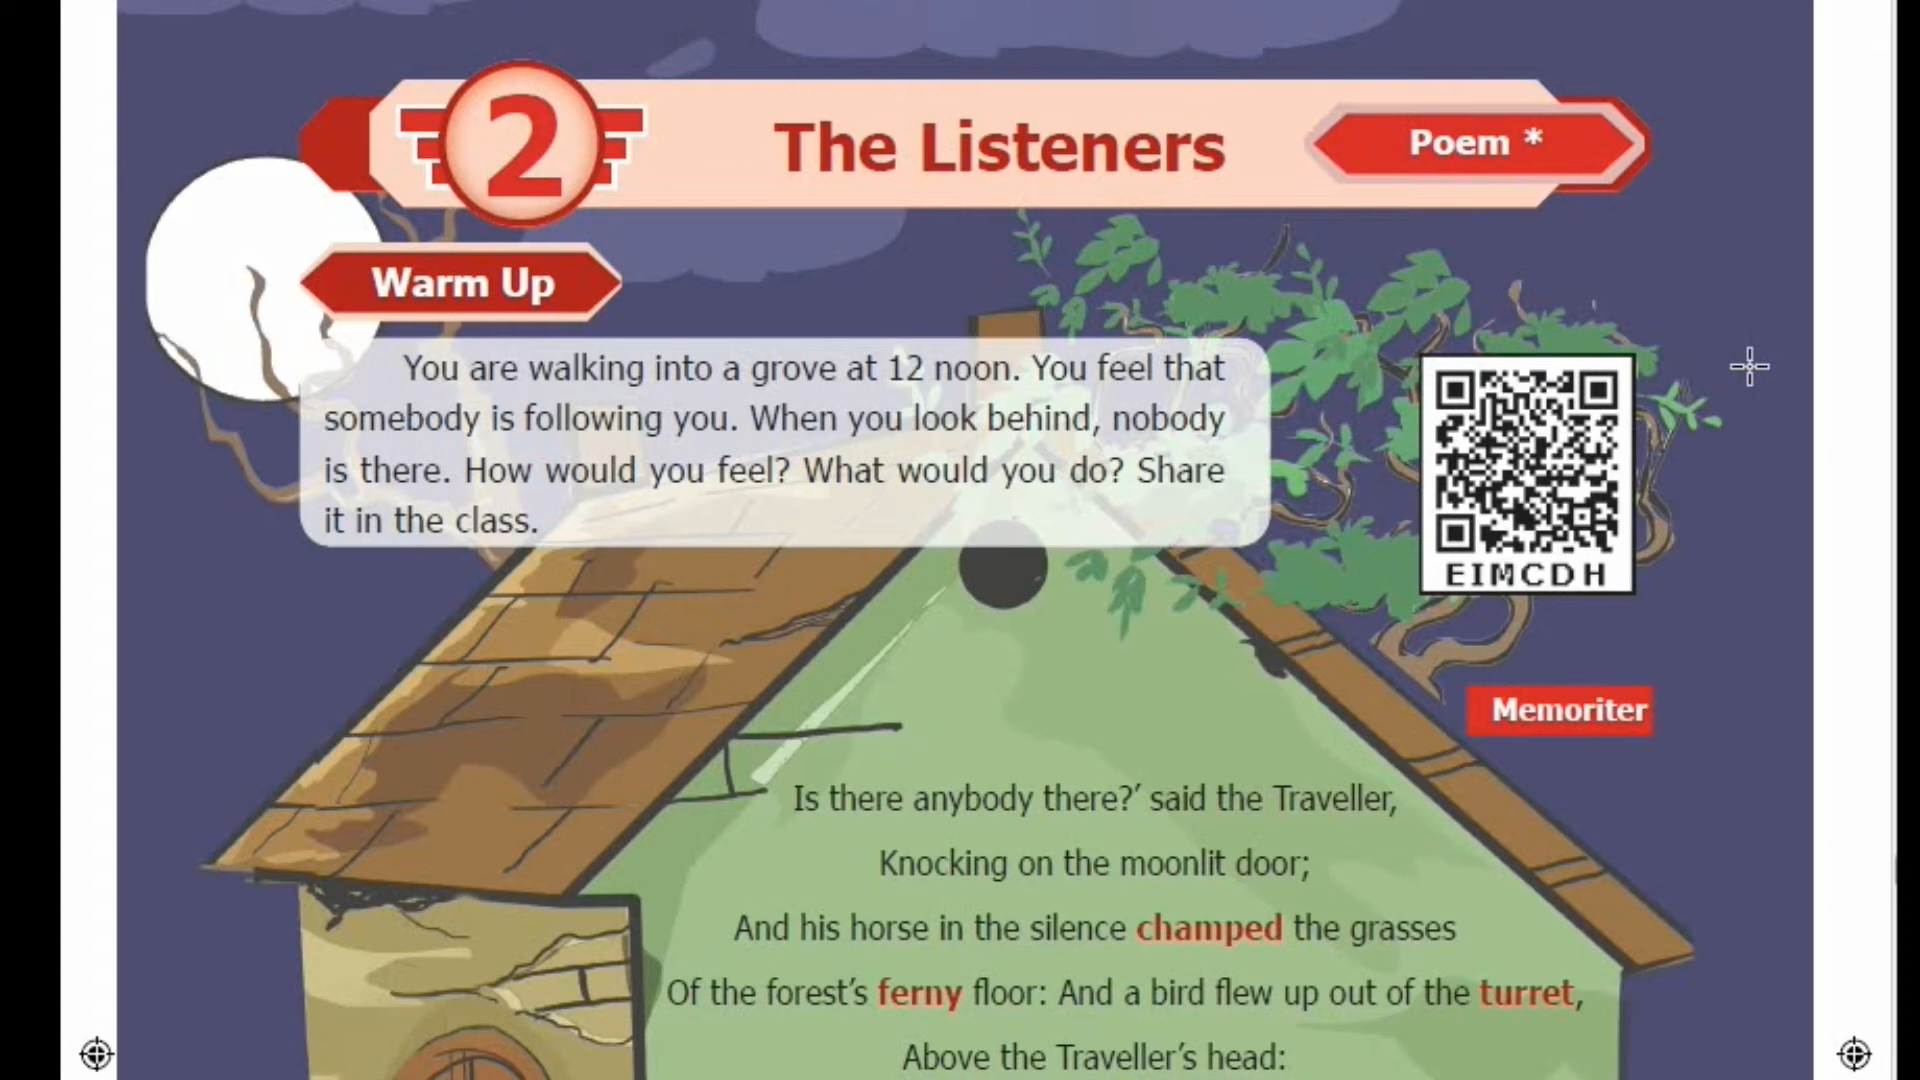 2
The Listeners
Poem *
Warm Up
You are walking into a grove at 12 noon. You feel that
somebody is following you. When you look behind, nobody
is there. How would you feel? What would you do? Share
it in the class.
EIMCDH
Memoriter
Is there anybody there?’ said the Traveller,
Knocking on the moonlit door;
And his horse in the silence champed the grasses
Of the forest’s ferny floor: And a bird flew up out of the turret,
Above the Traveller’s head: